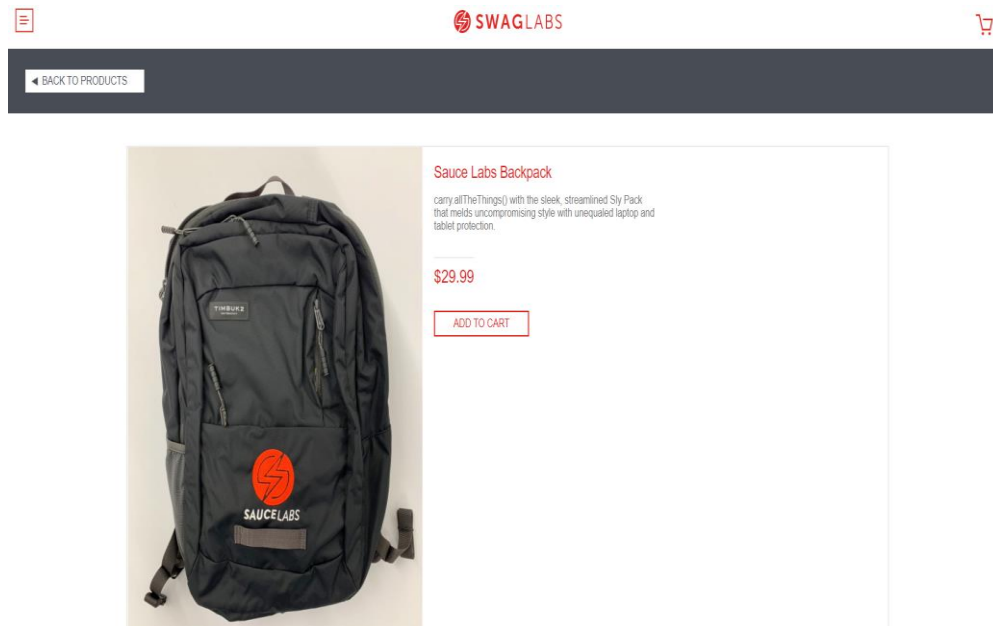 SWAGLABS
BACK TO PRODUCTS
Sauce Labs Backpack
carry.allTheThings() with the sleek, streamlined Sly Pack
that melds uncompromising style with unequaled laptop and
tablet protection.
$29.99
ADD TO CART
TIMBUK2
SAUCELABS